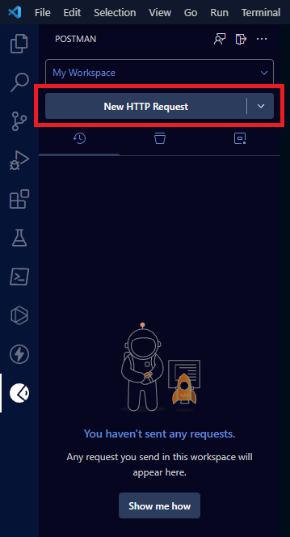 File Edit Selection View Go Run Terminal
POSTMAN
My Workspace
New HTTP Request
You haven't sent any requests.
Any request you send in this workspace will
appear here.
Show me how